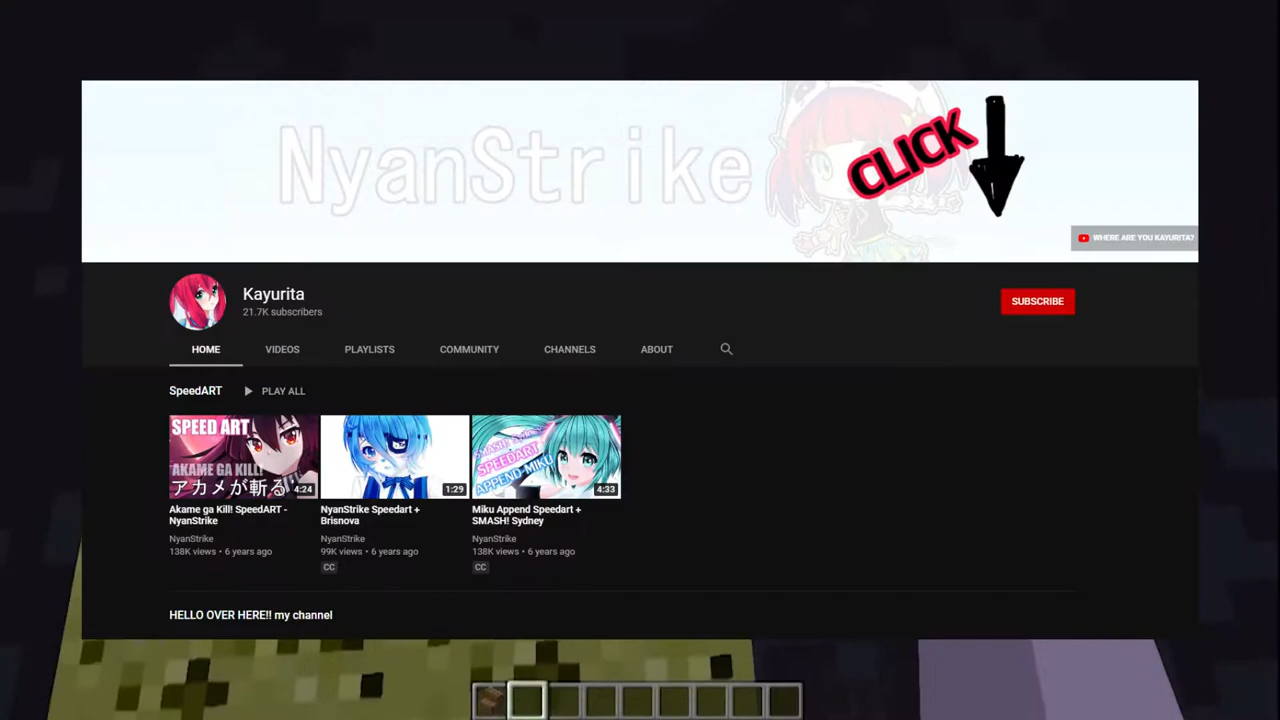 NyanStrike
CLICK
WHERE ARE YOU KAYURITA?
Kayurita
21.7K subscribers
SUBSCRIBE
HOME VIDEOS PLAYLISTS COMMUNITY CHANNELS ABOUT
SpeedART PLAY ALL
SPEED ART
AKAME GA KILL!
アカメが斬る
4:24
1:29
SMASH! Sydney
SPEEDART
APPEND-MIKU
4:33
Akame ga Kill! SpeedART -
NyanStrike
NyanStrike
138K views • 6 years ago
NyanStrike Speedart +
Brisnova
NyanStrike
99K views • 6 years ago
CC
Miku Append Speedart +
SMASH! Sydney
NyanStrike
138K views • 6 years ago
CC
HELLO OVER HERE!! my channel